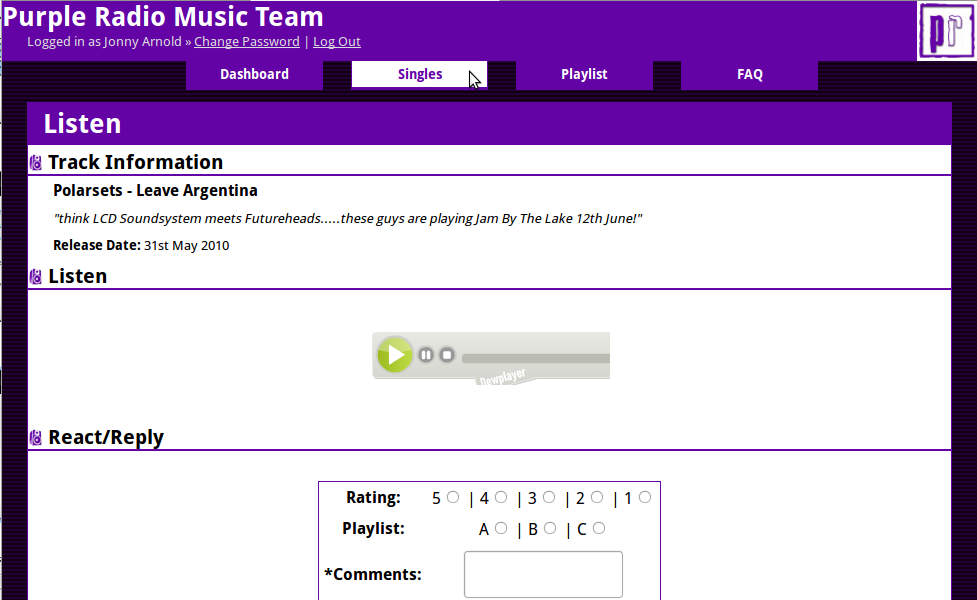 Purple Radio Music Team
Logged in as Jonny Arnold » Change Password | Log Out
pr
Dashboard Singles Playlist FAQ
Listen
Track Information
Polarsets - Leave Argentina
"think LCD Soundsystem meets Futureheads.....these guys are playing Jam By The Lake 12th June!"
Release Date: 31st May 2010
Listen
Dewplayer
React/Reply
Rating: 5 | 4 | 3 | 2 | 1
Playlist: A | B | C
*Comments: